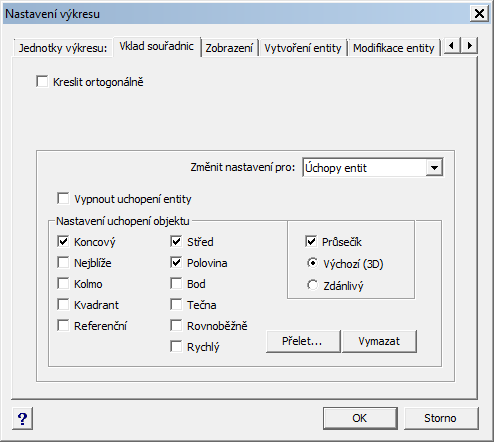 Nastavení výkresu
Jednotky výkresu:
Vklad souřadnic
Zobrazení
Vytvoření entity
Modifikace entity
Kreslit ortogonálně
Změnit nastavení pro:
Úchopy entit
Vypnout uchopení entity
Nastavení uchopení objektu
Koncový
Nejblíže
Kolmo
Kvadrant
Referenční
Střed
Polovina
Bod
Tečna
Rovnoběžně
Rychlý
Průsečík
Výchozí (3D)
Zdánlivý
Přelet...
Vymazat
?
OK
Storno